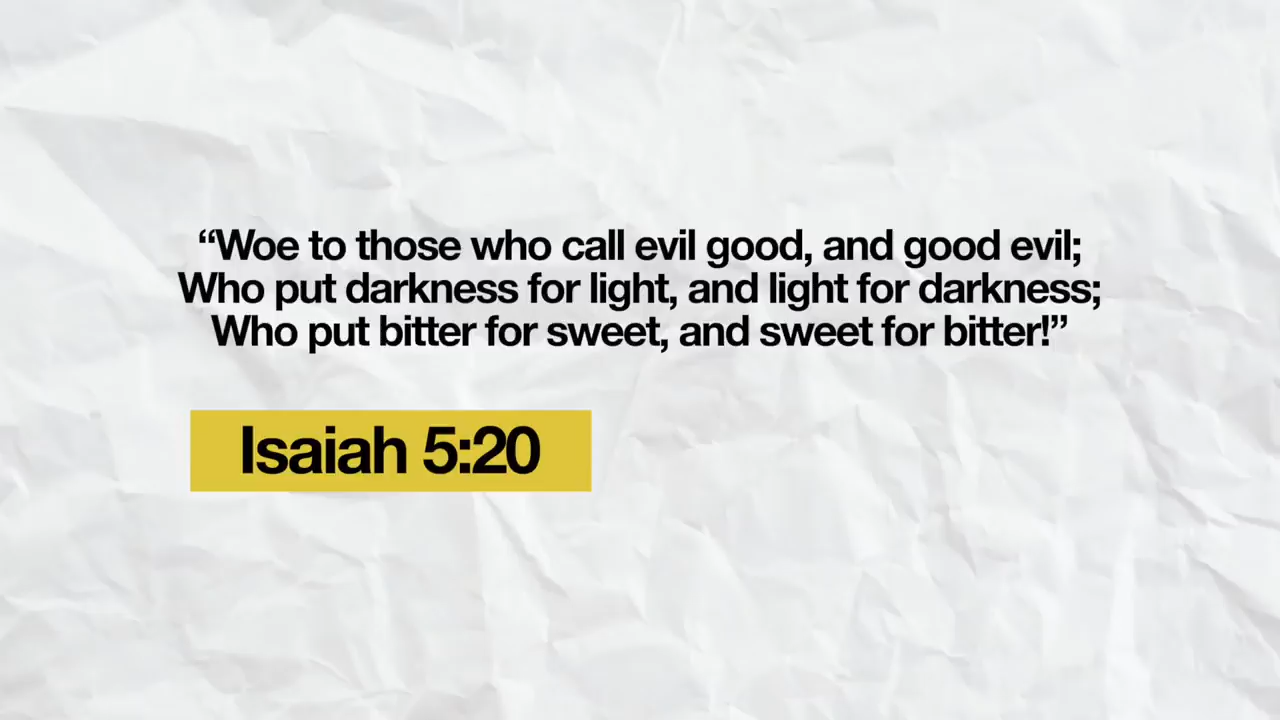 “Woe to those who call evil good, and good evil;
Who put darkness for light, and light for darkness;
Who put bitter for sweet, and sweet for bitter!”
Isaiah 5:20